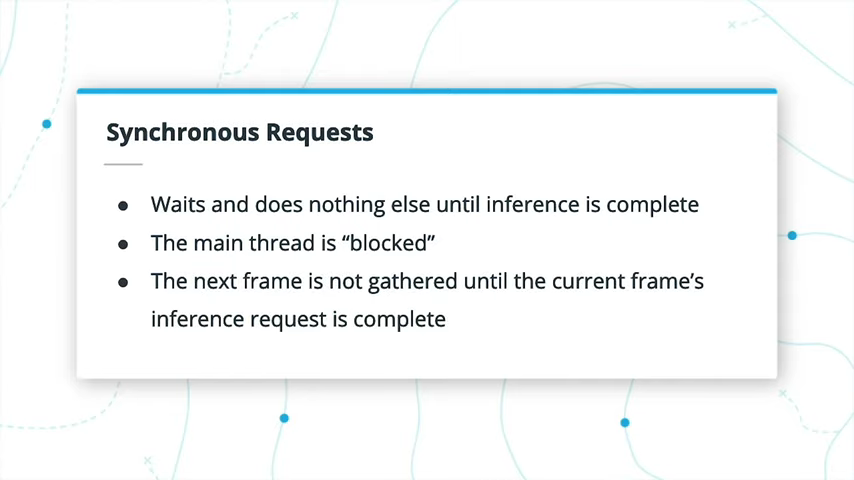 Synchronous Requests
● Waits and does nothing else until inference is complete
● The main thread is “blocked”
● The next frame is not gathered until the current frame’s
inference request is complete